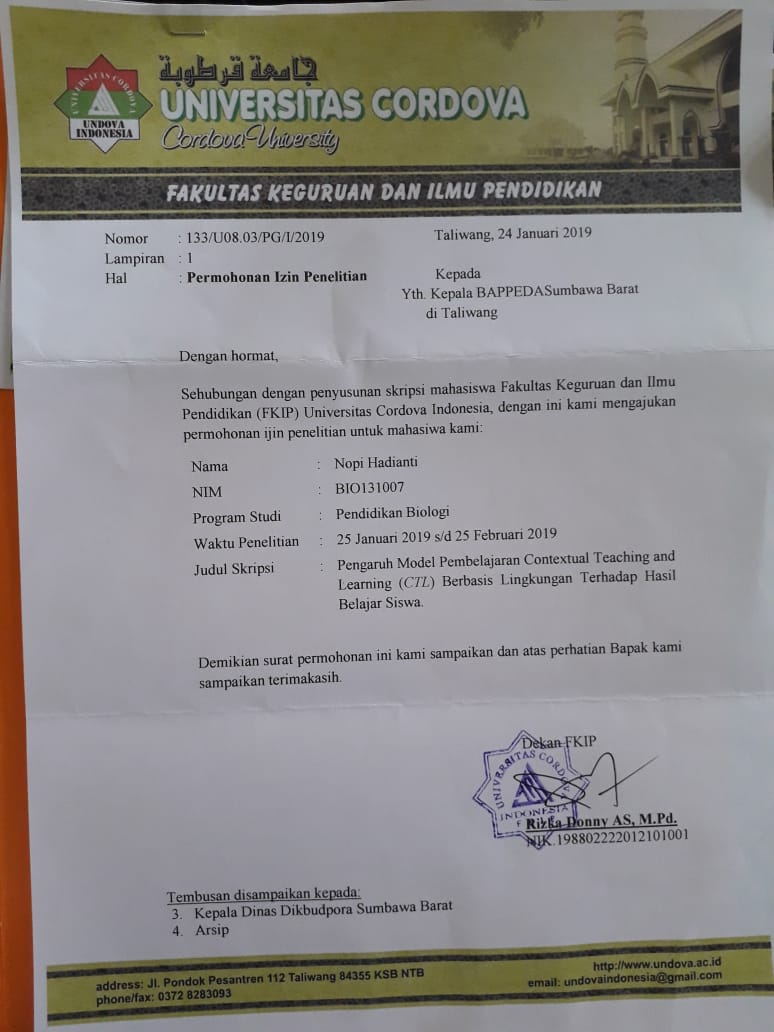 جامعة قرطبة
UNIVERSITAS CORDOVA
UNDOVA
INDONESIA
UNIVERSITAS CORDOVA
Cordova University
FAKULTAS KEGURUAN DAN ILMU PENDIDIKAN
Nomor : 133/U08.03/PG/I/2019
Taliwang, 24 Januari 2019
Lampiran : 1
Hal : Permohonan Izin Penelitian
Kepada
Yth. Kepala BAPPEDASumbawa Barat
di Taliwang
Dengan hormat,
Sehubungan dengan penyusunan skripsi mahasiswa Fakultas Keguruan dan Ilmu
Pendidikan (FKIP) Universitas Cordova Indonesia, dengan ini kami mengajukan
permohonan ijin penelitian untuk mahasiwa kami:
Nama : Nopi Hadianti
NIM : BIO131007
Program Studi : Pendidikan Biologi
Waktu Penelitian : 25 Januari 2019 s/d 25 Februari 2019
Judul Skripsi : Pengaruh Model Pembelajaran Contextual Teaching and
Learning (CTL) Berbasis Lingkungan Terhadap Hasil
Belajar Siswa.
Demikian surat permohonan ini kami sampaikan dan atas perhatian Bapak kami
sampaikan terimakasih.
Dekan FKIP
UNIVERSITAS CORDOVA
INDONESIA
Rizka Donny AS, M.Pd.
NIK.198802222012101001
Tembusan disampaikan kepada:
3. Kepala Dinas Dikbudpora Sumbawa Barat
4. Arsip
address: Jl. Pondok Pesantren 112 Taliwang 84355 KSB NTB
phone/fax: 0372 8283093
http://www.undova.ac.id
email: undovaindonesia@gmail.com